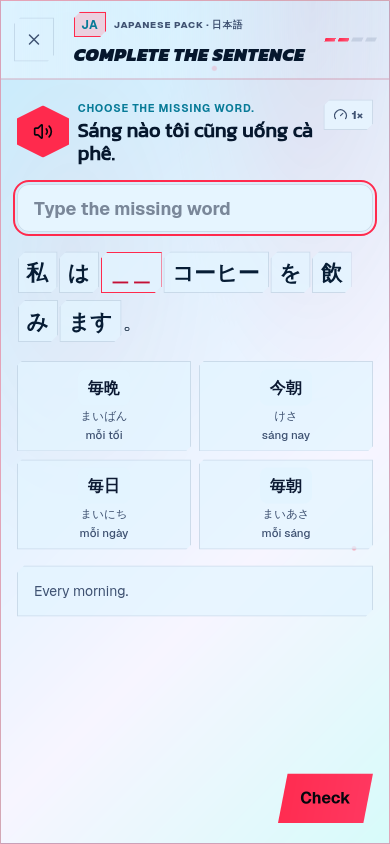 JA JAPANESE PACK · 日本語
COMPLETE THE SENTENCE
CHOOSE THE MISSING WORD.
Sáng nào tôi cũng uống cà
phê.
1×
Type the missing word
私 は __ コーヒー を 飲
み ます 。
毎晩
まいばん
mỗi tối
今朝
けさ
sáng nay
毎日
まいにち
mỗi ngày
毎朝
まいあさ
mỗi sáng
Every morning.
Check